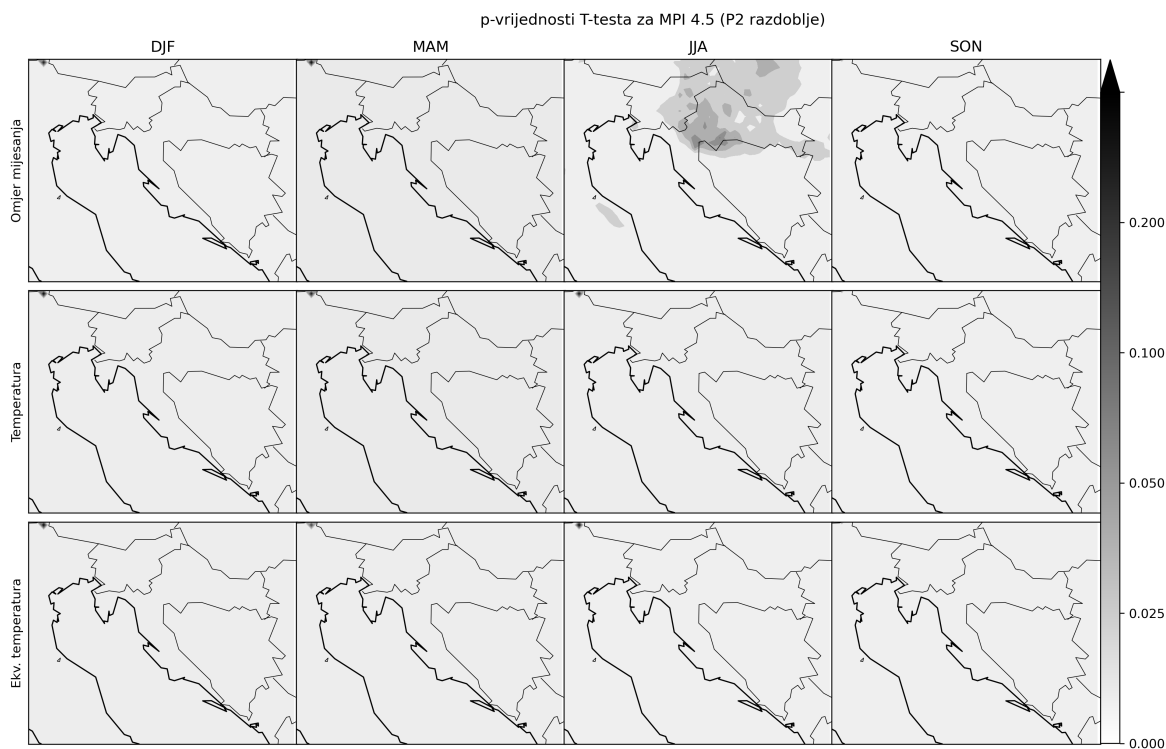 p-vrijednosti T-testa za MPI 4.5 (P2 razdoblje)
DJF MAM JJA SON
Omjer mijesanja
Temperatura
Ekv. temperatura
0.200
0.100
0.050
0.025
0.000